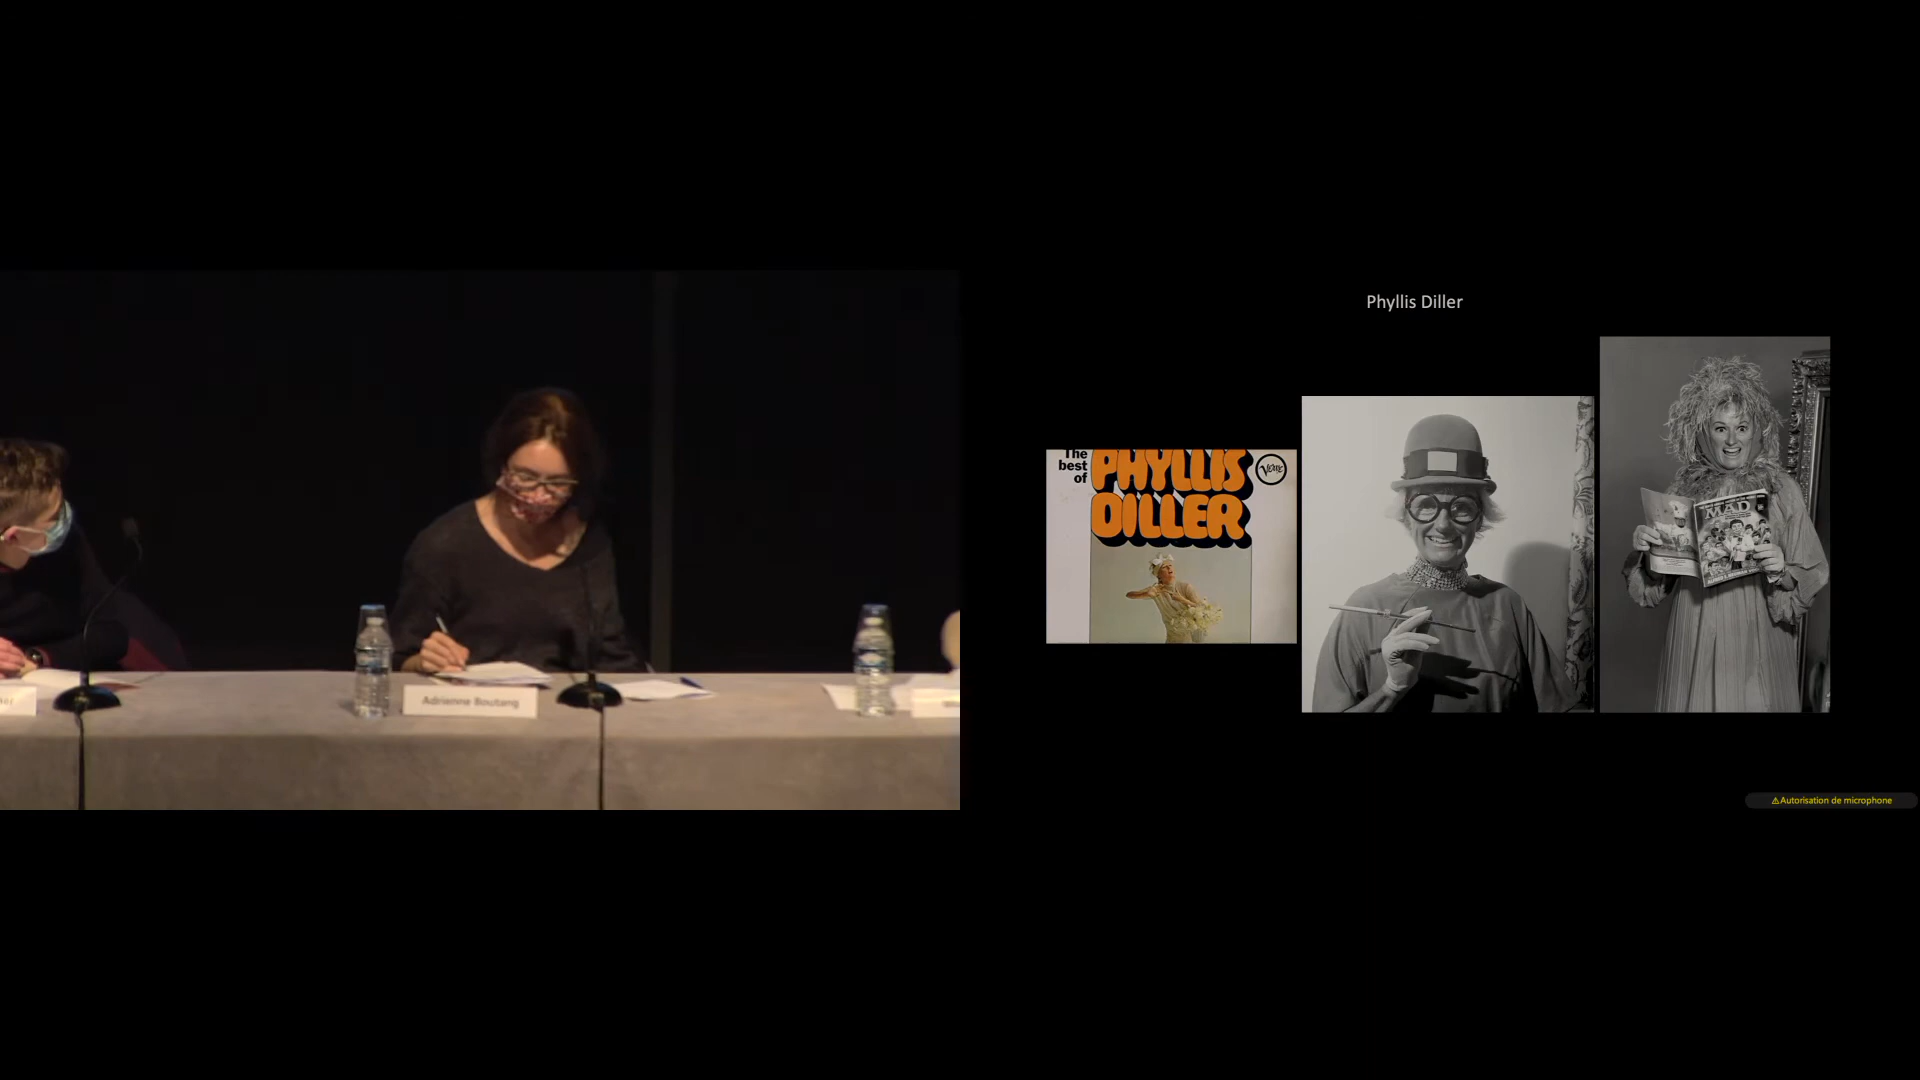 Adrienne Boutang
Phyllis Diller
The
best
of
PHYLLIS
DILLER
Verve
MAD
⚠Autorisation de microphone